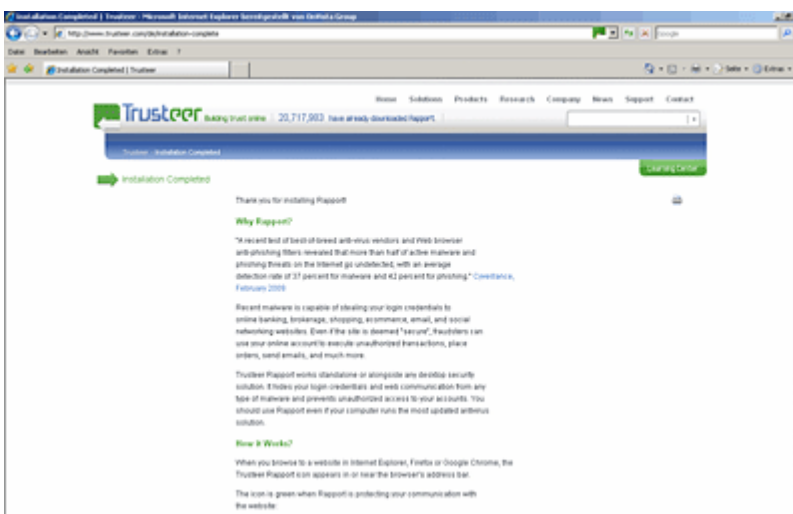 Installation Completed | Trusteer - Microsoft Internet Explorer bereitgestellt von DeNota Group
http://www.trusteer.com/de/installation-complete
Google
Datei Bearbeiten Ansicht Favoriten Extras ?
Installation Completed | Trusteer
Seite Extras
Home Solutions Products Research Company News Support Contact
Trusteer Building trust online 20,717,903 have already downloaded Rapport.
Trusteer › Installation Completed
Learning Center
Installation Completed
Thank you for installing Rapport!
Why Rapport?
"A recent test of best-of-breed anti-virus vendors and Web browser
anti-phishing filters revealed that more than half of active malware and
phishing threats on the Internet go undetected, with an average
detection rate of 37 percent for malware and 42 percent for phishing." Cyveillance,
February 2009
Recent malware is capable of stealing your login credentials to
online banking, brokerage, shopping, ecommerce, email, and social
networking websites. Even if the site is deemed "secure", fraudsters can
use your online account to execute unauthorized transactions, place
orders, send emails, and much more.
Trusteer Rapport works standalone or alongside any desktop security
solution. It hides your login credentials and web communication from any
type of malware and prevents unauthorized access to your accounts. You
should use Rapport even if your computer runs the most updated antivirus
solution.
How it Works?
When you browse to a website in Internet Explorer, Firefox or Google Chrome, the
Trusteer Rapport icon appears in or near the browser's address bar.
The icon is green when Rapport is protecting your communication with
the website: